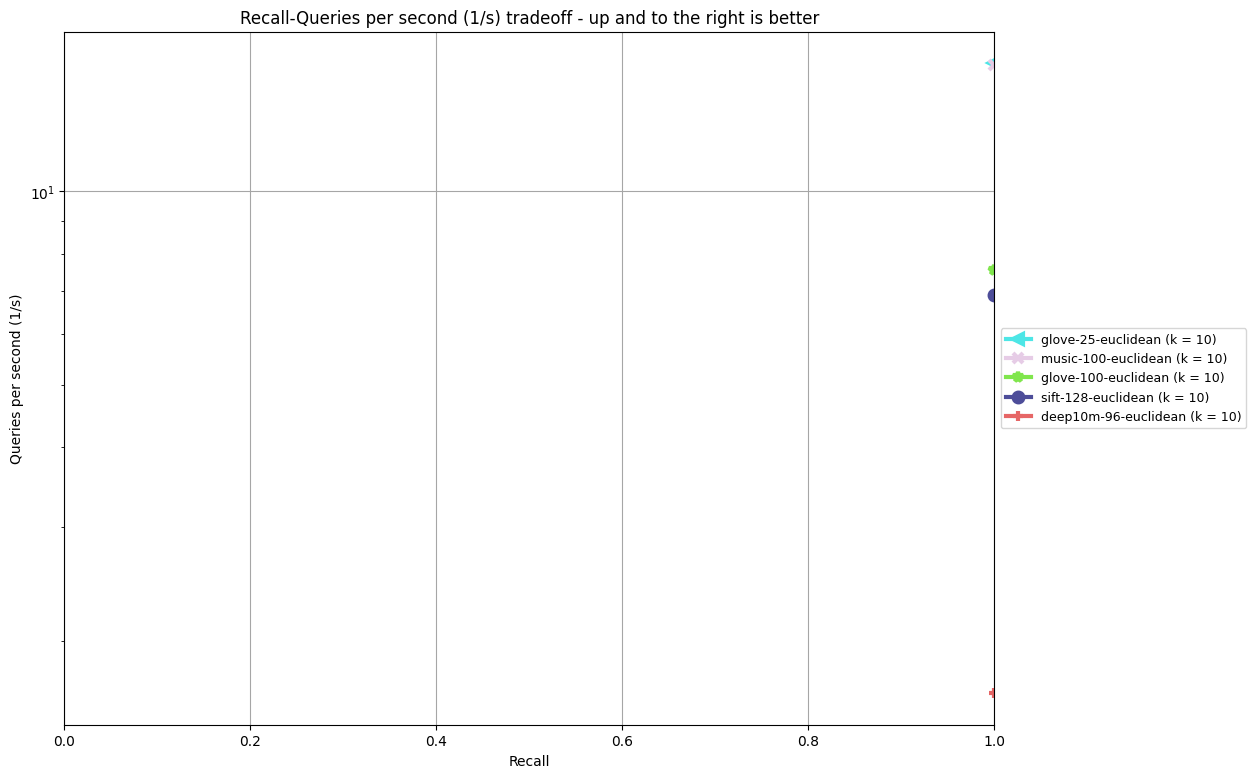 Recall-Queries per second (1/s) tradeoff - up and to the right is better
10¹
Queries per second (1/s)
glove-25-euclidean (k = 10)
music-100-euclidean (k = 10)
glove-100-euclidean (k = 10)
sift-128-euclidean (k = 10)
deep10m-96-euclidean (k = 10)
0.0 0.2 0.4 0.6 0.8 1.0
Recall